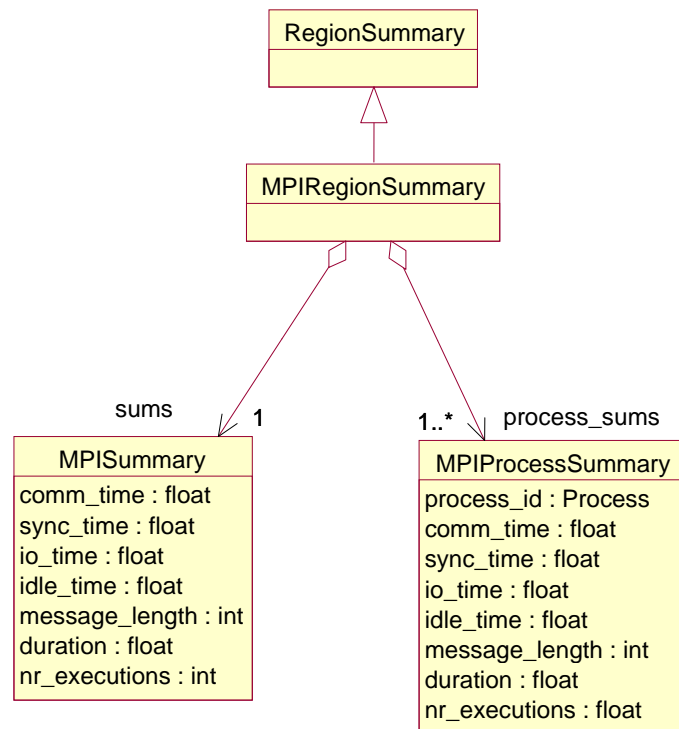 RegionSummary
MPIRegionSummary
sums
1
1..*
process_sums
MPISummary
comm_time : float
sync_time : float
io_time : float
idle_time : float
message_length : int
duration : float
nr_executions : int
MPIProcessSummary
process_id : Process
comm_time : float
sync_time : float
io_time : float
idle_time : float
message_length : int
duration : float
nr_executions : float